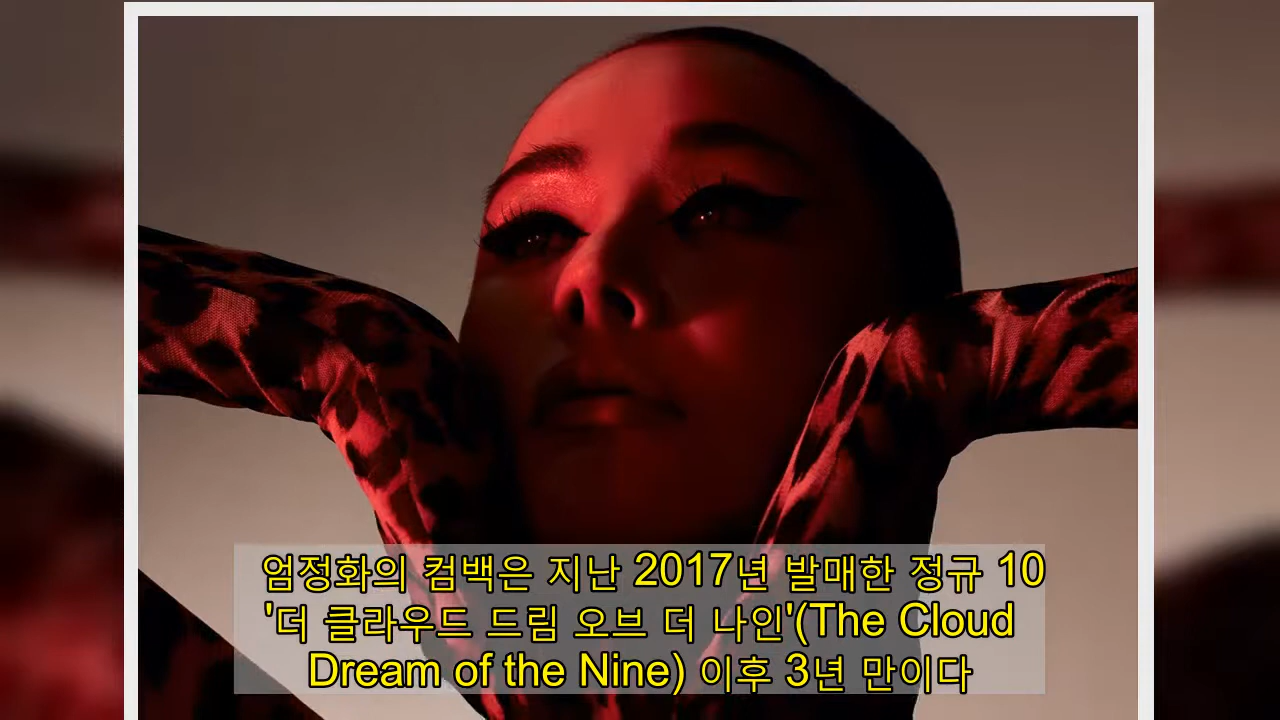 엄정화의 컴백은 지난 2017년 발매한 정규 10
'더 클라우드 드림 오브 더 나인'(The Cloud
Dream of the Nine) 이후 3년 만이다